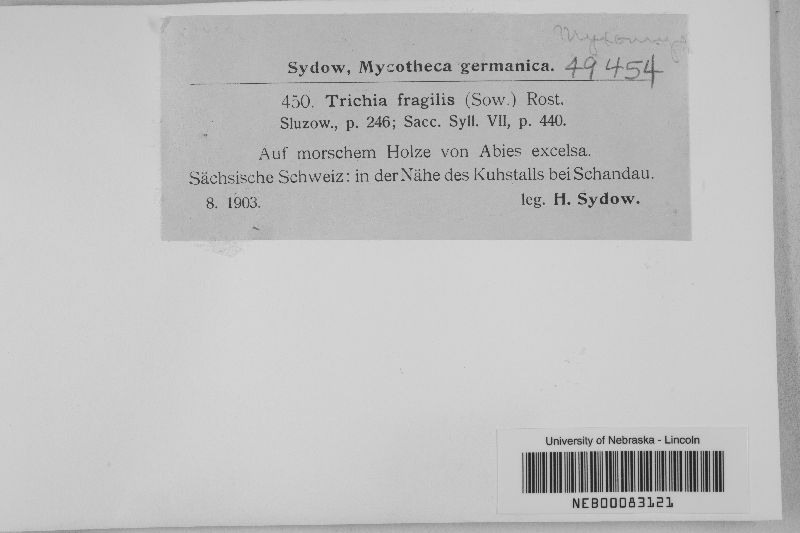 Sydow, Mycotheca germanica. 49454
450. Trichia fragilis (Sow.) Rost.
Sluzow., p. 246; Sacc. Syll. VII, p. 440.
Auf morschem Holze von Abies excelsa.
Sächsische Schweiz: in der Nähe des Kuhstalls bei Schandau.
8. 1903. leg. H. Sydow.
University of Nebraska - Lincoln
NEB00083121